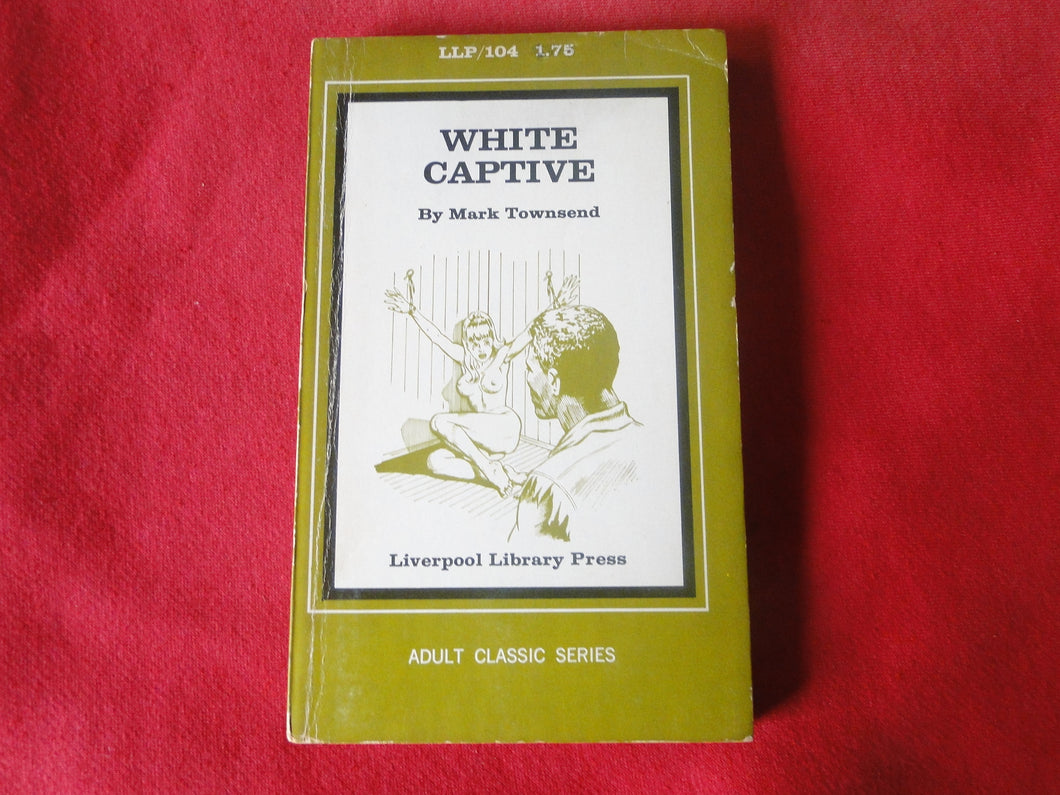 LLP/104 1.75
WHITE
CAPTIVE
By Mark Townsend
Liverpool Library Press
ADULT CLASSIC SERIES